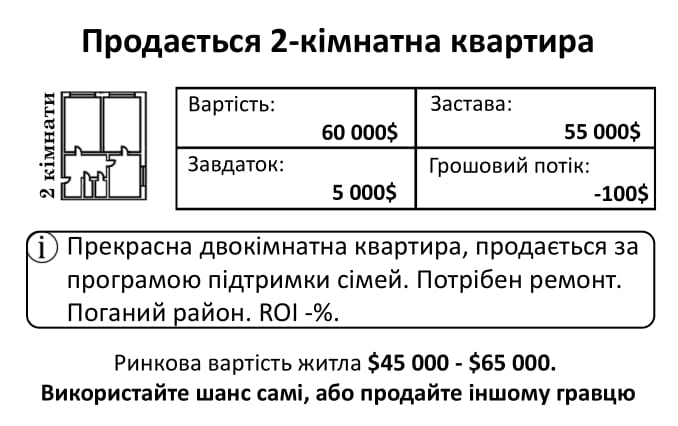 Продається 2-кімнатна квартира
2 кімнати
Вартість:
60 000$
Застава:
55 000$
Завдаток:
5 000$
Грошовий потік:
-100$
i Прекрасна двокімнатна квартира, продається за
програмою підтримки сімей. Потрібен ремонт.
Поганий район. ROI -%.
Ринкова вартість житла $45 000 - $65 000.
Використайте шанс самі, або продайте іншому гравцю